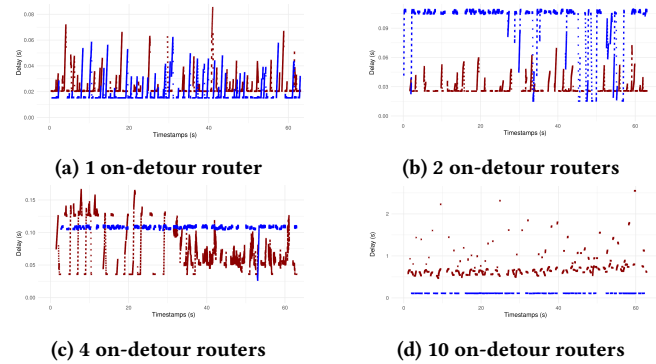 0.08
0.06
0.04
0.02
0.00
Delay (s)
0 20 40 60
Timestamps (s)
(a) 1 on-detour router
0.09
0.06
0.03
0.00
Delay (s)
0 20 40 60
Timestamps (s)
(b) 2 on-detour routers
0.15
0.10
0.05
0.00
Delay (s)
0 20 40 60
Timestamps (s)
(c) 4 on-detour routers
2
1
0
Delay (s)
0 20 40 60
Timestamps (s)
(d) 10 on-detour routers